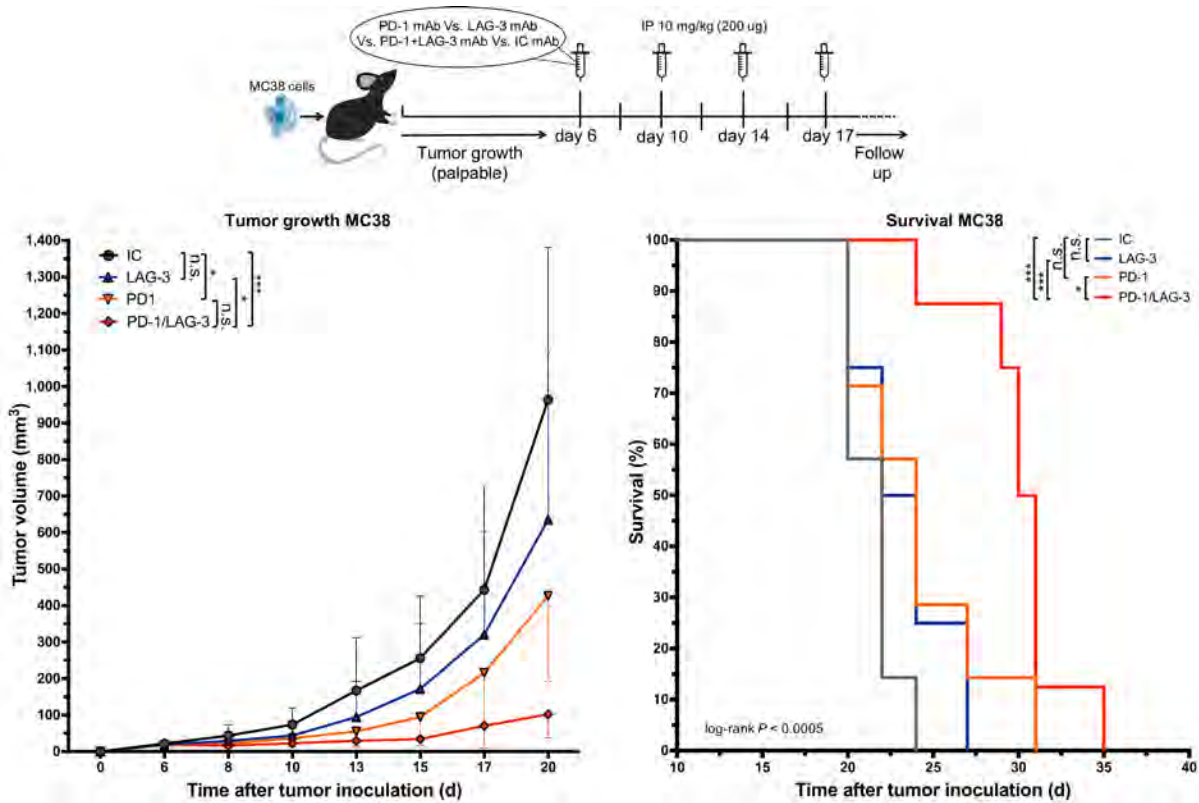 PD-1 mAb Vs. LAG-3 mAb
Vs. PD-1+LAG-3 mAb Vs. IC mAb
IP 10 mg/kg (200 ug)
MC38 cells
day 6
day 10
day 14
day 17
Tumor growth
(palpable)
Follow
up
Tumor growth MC38
1,400
1,300
1,200
1,100
1,000
900
800
700
600
500
400
300
200
100
0
Tumor volume (mm³)
IC
LAG-3
PD1
PD-1/LAG-3
n.s.
*
n.s.
*
***
0 6 8 10 13 15 17 20
Time after tumor inoculation (d)
Survival MC38
100
90
80
70
60
50
40
30
20
10
0
Survival (%)
***
***
n.s.
n.s.
*
IC
LAG-3
PD-1
PD-1/LAG-3
log-rank P < 0.0005
10 15 20 25 30 35 40
Time after tumor inoculation (d)